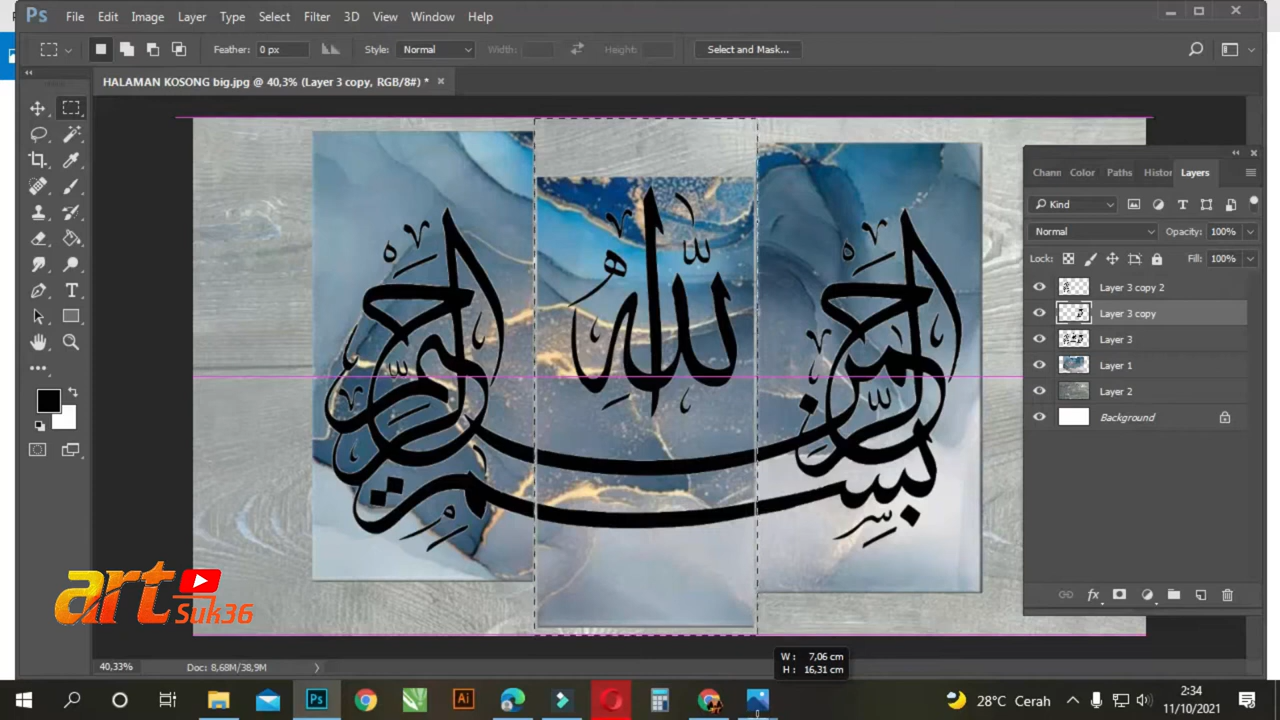 Ps File Edit Image Layer Type Select Filter 3D View Window Help
Feather: 0 px Style: Normal Width: Height: Select and Mask...
HALAMAN KOSONG big.jpg @ 40,3% (Layer 3 copy, RGB/8#) * ×
Chann Color Paths Histor Layers
Kind
Normal Opacity: 100%
Lock: Fill: 100%
Layer 3 copy 2
Layer 3 copy
Layer 3
Layer 1
Layer 2
Background
بسم الله الرحمن الرحيم
art
Suk36
W : 7,06 cm
H : 16,31 cm
40,33% Doc: 8,68M/38,9M
Ps Ai 28°C Cerah 2:34
11/10/2021